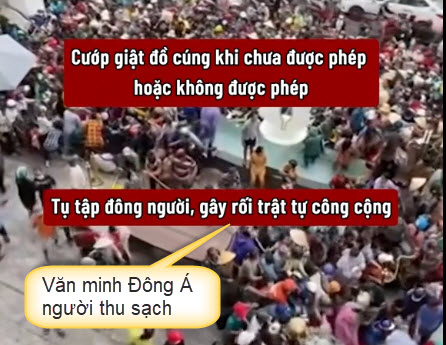 Cướp giật đồ cúng khi chưa được phép
hoặc không được phép
Tụ tập đông người, gây rối trật tự công cộng
Văn minh Đông Á
người thu sạch